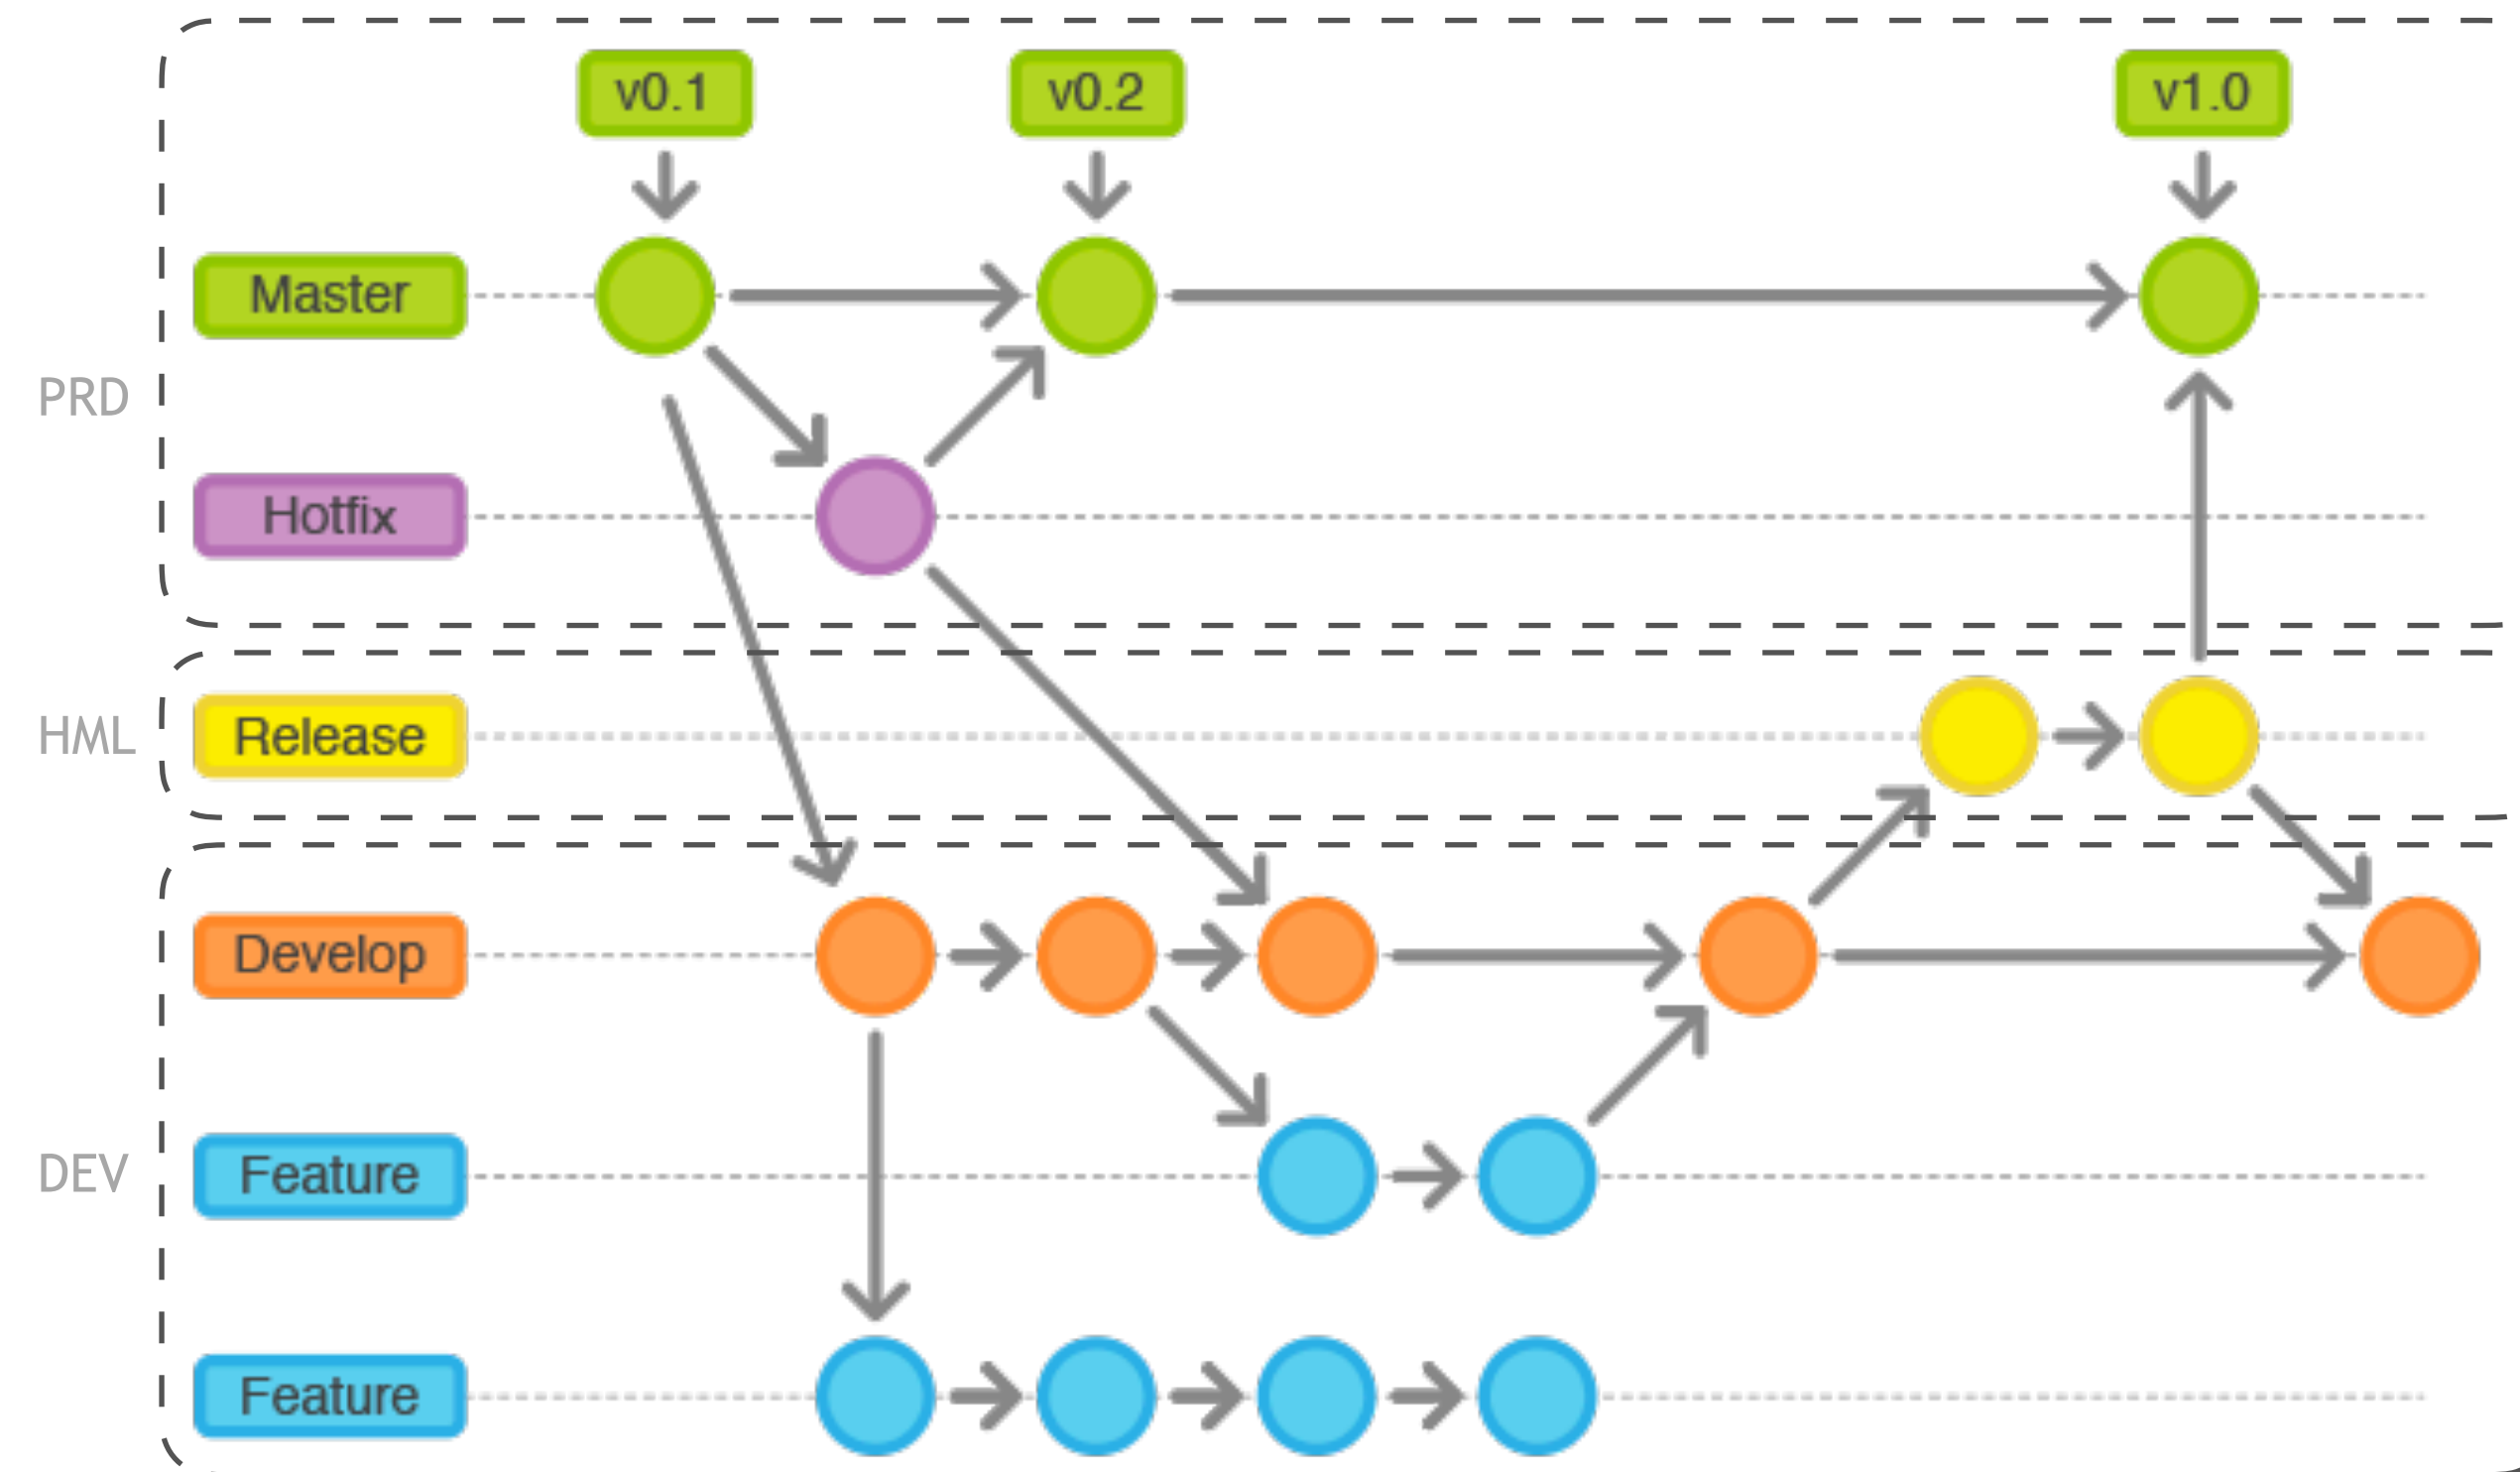 v0.1
v0.2
v1.0
Master
PRD
Hotfix
HML
Release
Develop
DEV
Feature
Feature